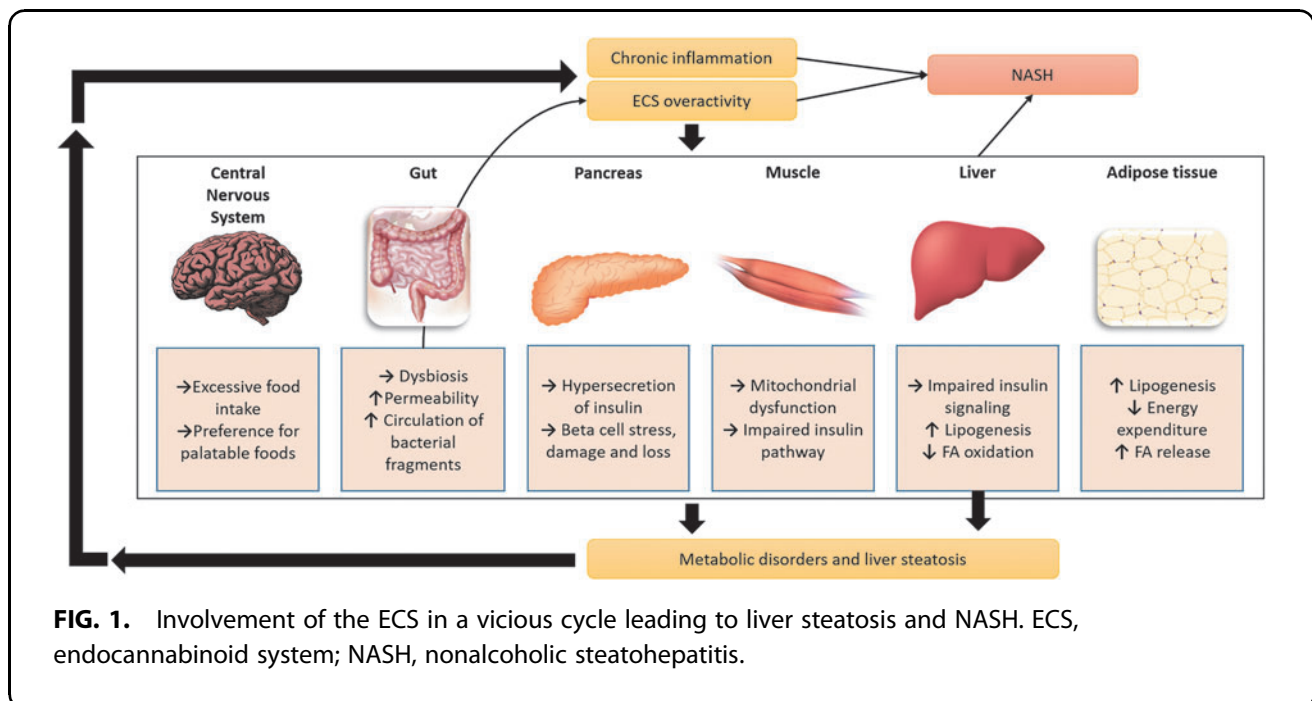 Chronic inflammation
ECS overactivity
NASH
Central
Nervous
System
Gut
Pancreas
Muscle
Liver
Adipose tissue
→Excessive food
intake
→Preference for
palatable foods
→ Dysbiosis
↑Permeability
↑ Circulation of
bacterial
fragments
→ Hypersecretion
of insulin
→ Beta cell stress,
damage and loss
→ Mitochondrial
dysfunction
→ Impaired insulin
pathway
→ Impaired insulin
signaling
↑ Lipogenesis
↓ FA oxidation
↑ Lipogenesis
↓ Energy
expenditure
↑ FA release
Metabolic disorders and liver steatosis
FIG. 1. Involvement of the ECS in a vicious cycle leading to liver steatosis and NASH. ECS,
endocannabinoid system; NASH, nonalcoholic steatohepatitis.